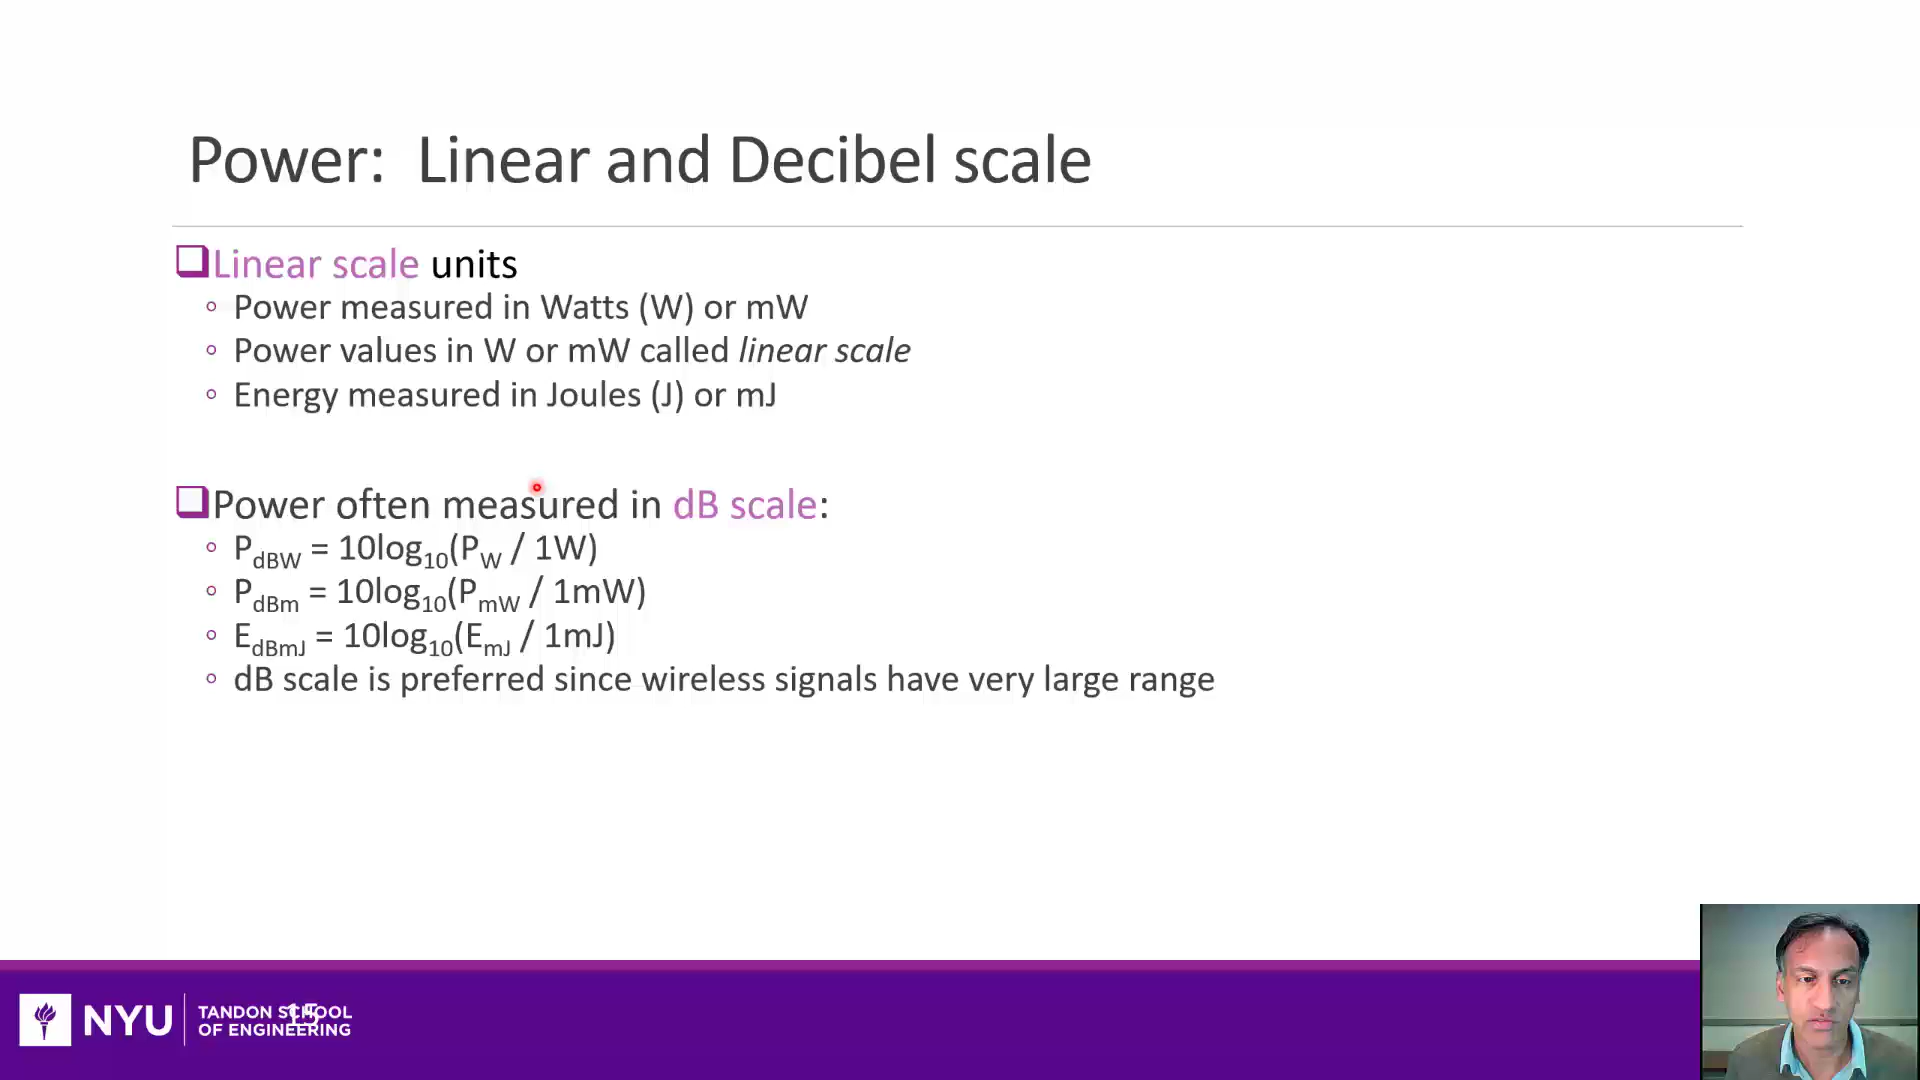 Power: Linear and Decibel scale
Linear scale units
Power measured in Watts (W) or mW
Power values in W or mW called linear scale
Energy measured in Joules (J) or mJ
Power often measured in dB scale:
P_dBW = 10log_10(P_W / 1W)
P_dBm = 10log_10(P_mW / 1mW)
E_dBmJ = 10log_10(E_mJ / 1mJ)
dB scale is preferred since wireless signals have very large range
NYU
TANDON SCHOOL
OF ENGINEERING
15